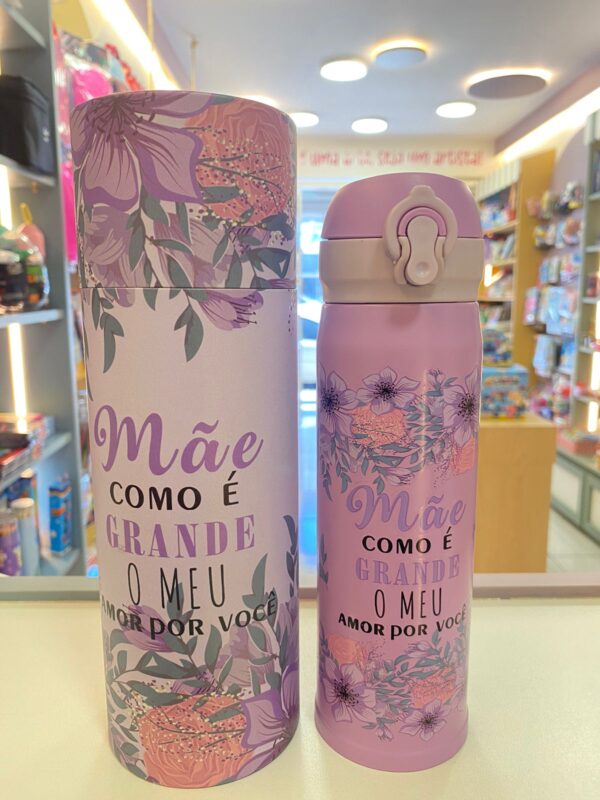 Mãe
COMO É
GRANDE
O MEU
AMOR POR VOCÊ
Mãe
COMO É
GRANDE
O MEU
AMOR POR VOCÊ